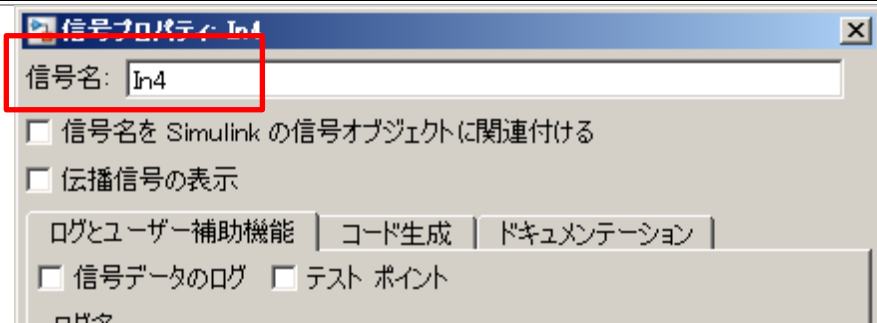 信号プロパティ: In4
信号名: In4
信号名を Simulink の信号オブジェクトに関連付ける
伝播信号の表示
ログとユーザー補助機能 コード生成 ドキュメンテーション
信号データのログ テスト ポイント
ログ名